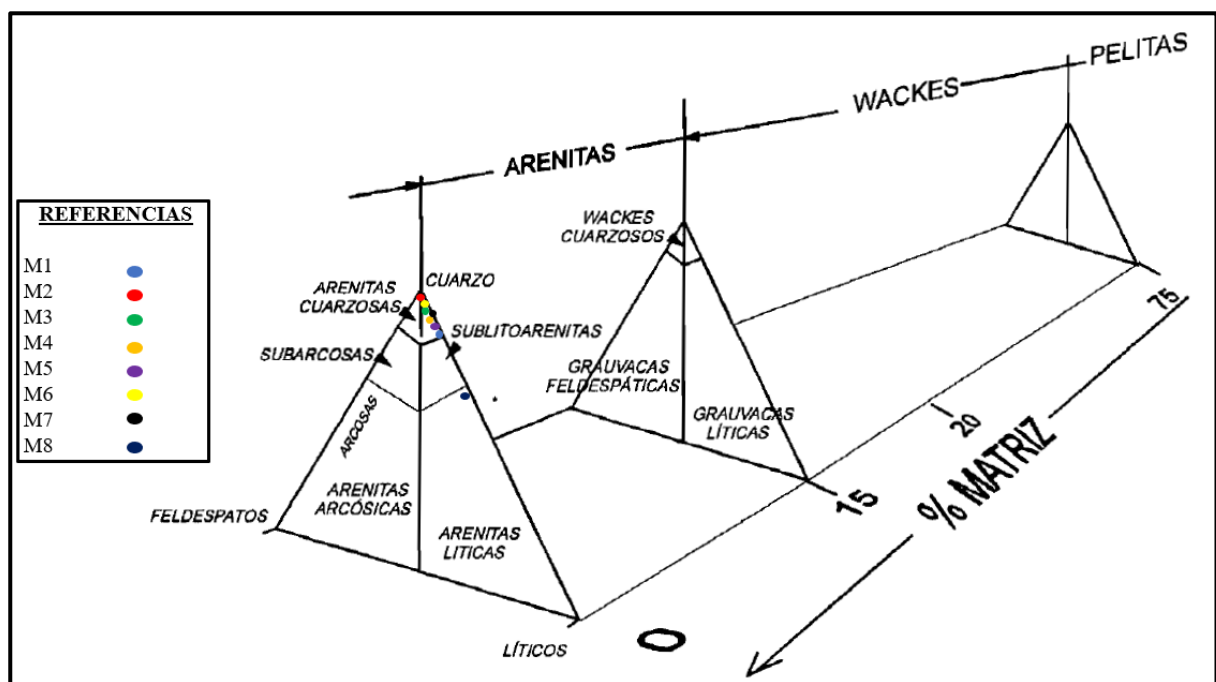 PELITAS
WACKES
ARENITAS
REFERENCIAS
M1
M2
M3
M4
M5
M6
M7
M8
WACKES
CUARZOSOS
CUARZO
ARENITAS
CUARZOSAS
SUBLITOARENITAS
SUBARCOSAS
ARCOSAS
GRAUVACAS
FELDESPÁTICAS
GRAUVACAS
LÍTICAS
ARENITAS
ARCÓSICAS
ARENITAS
LITICAS
FELDESPATOS
LÍTICOS
0
15
20
75
% MATRIZ